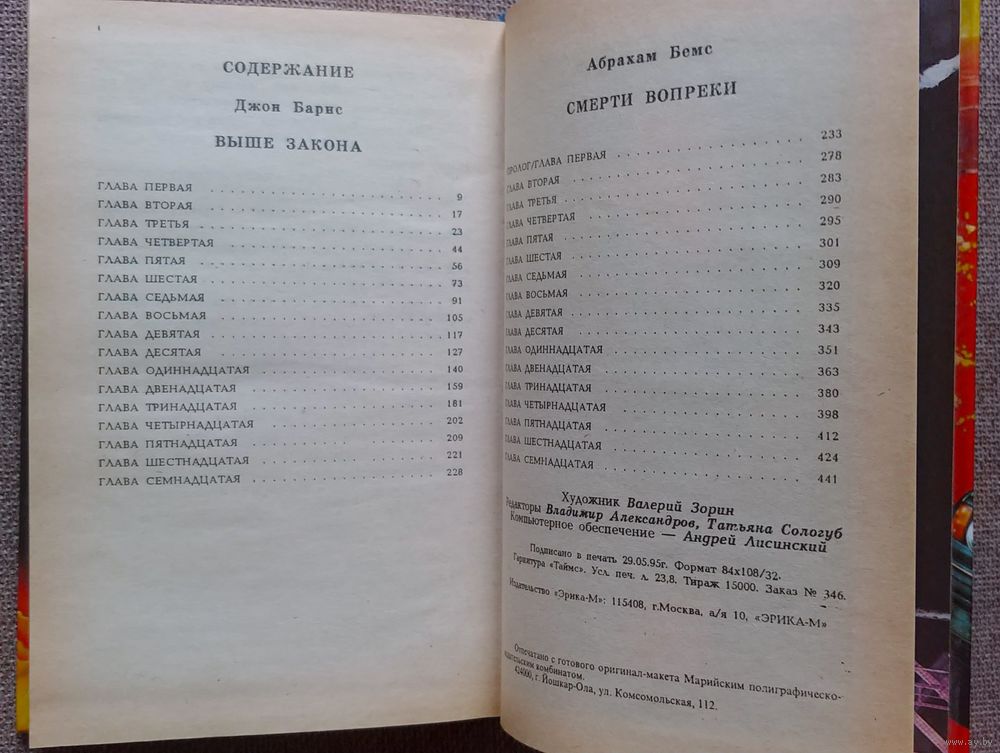 СОДЕРЖАНИЕ
Джон Барнс
ВЫШЕ ЗАКОНА
ГЛАВА ПЕРВАЯ . . . . . . . . . . 9
ГЛАВА ВТОРАЯ . . . . . . . . . . 17
ГЛАВА ТРЕТЬЯ . . . . . . . . . . 23
ГЛАВА ЧЕТВЕРТАЯ . . . . . . . . . . 44
ГЛАВА ПЯТАЯ . . . . . . . . . . 56
ГЛАВА ШЕСТАЯ . . . . . . . . . . 73
ГЛАВА СЕДЬМАЯ . . . . . . . . . . 91
ГЛАВА ВОСЬМАЯ . . . . . . . . . . 105
ГЛАВА ДЕВЯТАЯ . . . . . . . . . . 117
ГЛАВА ДЕСЯТАЯ . . . . . . . . . . 127
ГЛАВА ОДИННАДЦАТАЯ . . . . . . . . . . 140
ГЛАВА ДВЕНАДЦАТАЯ . . . . . . . . . . 159
ГЛАВА ТРИНАДЦАТАЯ . . . . . . . . . . 181
ГЛАВА ЧЕТЫРНАДЦАТАЯ . . . . . . . . . . 202
ГЛАВА ПЯТНАДЦАТАЯ . . . . . . . . . . 209
ГЛАВА ШЕСТНАДЦАТАЯ . . . . . . . . . . 221
ГЛАВА СЕМНАДЦАТАЯ . . . . . . . . . . 228
Абрахам Бемс
СМЕРТИ ВОПРЕКИ
ПРОЛОГ/ГЛАВА ПЕРВАЯ . . . . . . . . . . 233
ГЛАВА ВТОРАЯ . . . . . . . . . . 278
ГЛАВА ТРЕТЬЯ . . . . . . . . . . 283
ГЛАВА ЧЕТВЕРТАЯ . . . . . . . . . . 290
ГЛАВА ПЯТАЯ . . . . . . . . . . 295
ГЛАВА ШЕСТАЯ . . . . . . . . . . 301
ГЛАВА СЕДЬМАЯ . . . . . . . . . . 309
ГЛАВА ВОСЬМАЯ . . . . . . . . . . 320
ГЛАВА ДЕВЯТАЯ . . . . . . . . . . 335
ГЛАВА ДЕСЯТАЯ . . . . . . . . . . 343
ГЛАВА ОДИННАДЦАТАЯ . . . . . . . . . . 351
ГЛАВА ДВЕНАДЦАТАЯ . . . . . . . . . . 363
ГЛАВА ТРИНАДЦАТАЯ . . . . . . . . . . 380
ГЛАВА ЧЕТЫРНАДЦАТАЯ . . . . . . . . . . 398
ГЛАВА ПЯТНАДЦАТАЯ . . . . . . . . . . 412
ГЛАВА ШЕСТНАДЦАТАЯ . . . . . . . . . . 424
ГЛАВА СЕМНАДЦАТАЯ . . . . . . . . . . 441
Художник Валерий Зорин
Редакторы Владимир Александров, Татьяна Сологуб
Компьютерное обеспечение — Андрей Лисинский
Подписано в печать 29.05.95г. Формат 84х108/32.
Гарнитура «Таймс». Усл. печ. л. 23,8. Тираж 15000. Заказ № 346.
Издательство «Эрика-М»: 115408, г.Москва, а/я 10, «ЭРИКА-М»
Отпечатано с готового оригинал-макета Марийским полиграфическо-
издательским комбинатом.
424000, г. Йошкар-Ола, ул. Комсомольская, 112.
www.ay.by